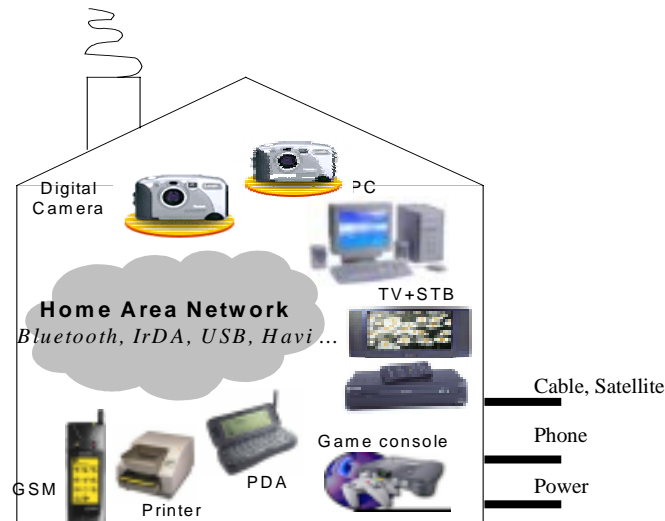 Digital
Camera
PC
TV+STB
Home Area Network
Bluetooth, IrDA, USB, Havi ...
Cable, Satellite
Game console
Phone
GSM
Printer
PDA
Power